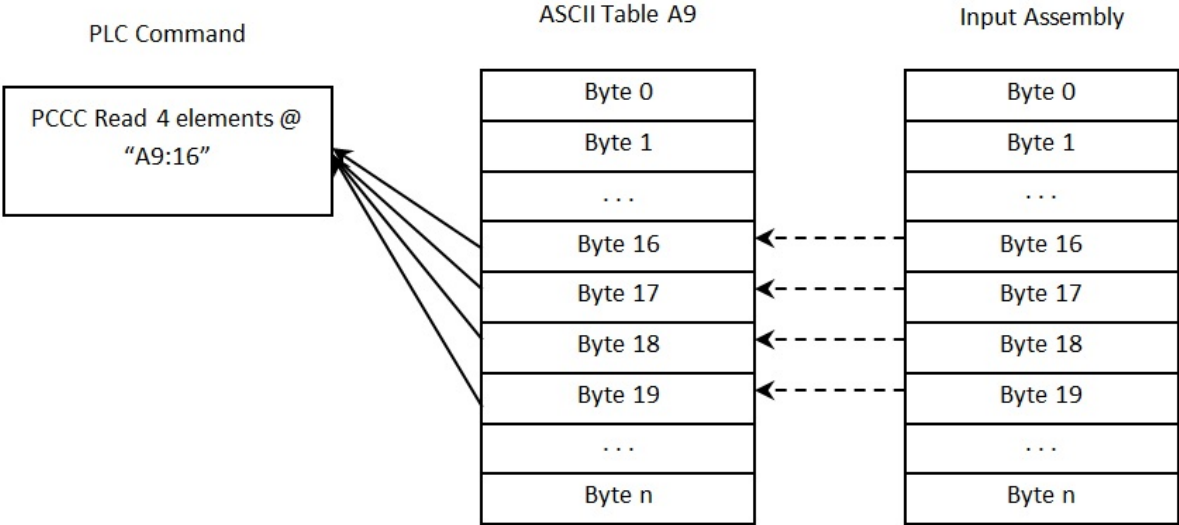 PLC Command
PCCC Read 4 elements @
“A9:16”
ASCII Table A9
Byte 0
Byte 1
. . .
Byte 16
Byte 17
Byte 18
Byte 19
. . .
Byte n
Input Assembly
Byte 0
Byte 1
. . .
Byte 16
Byte 17
Byte 18
Byte 19
. . .
Byte n